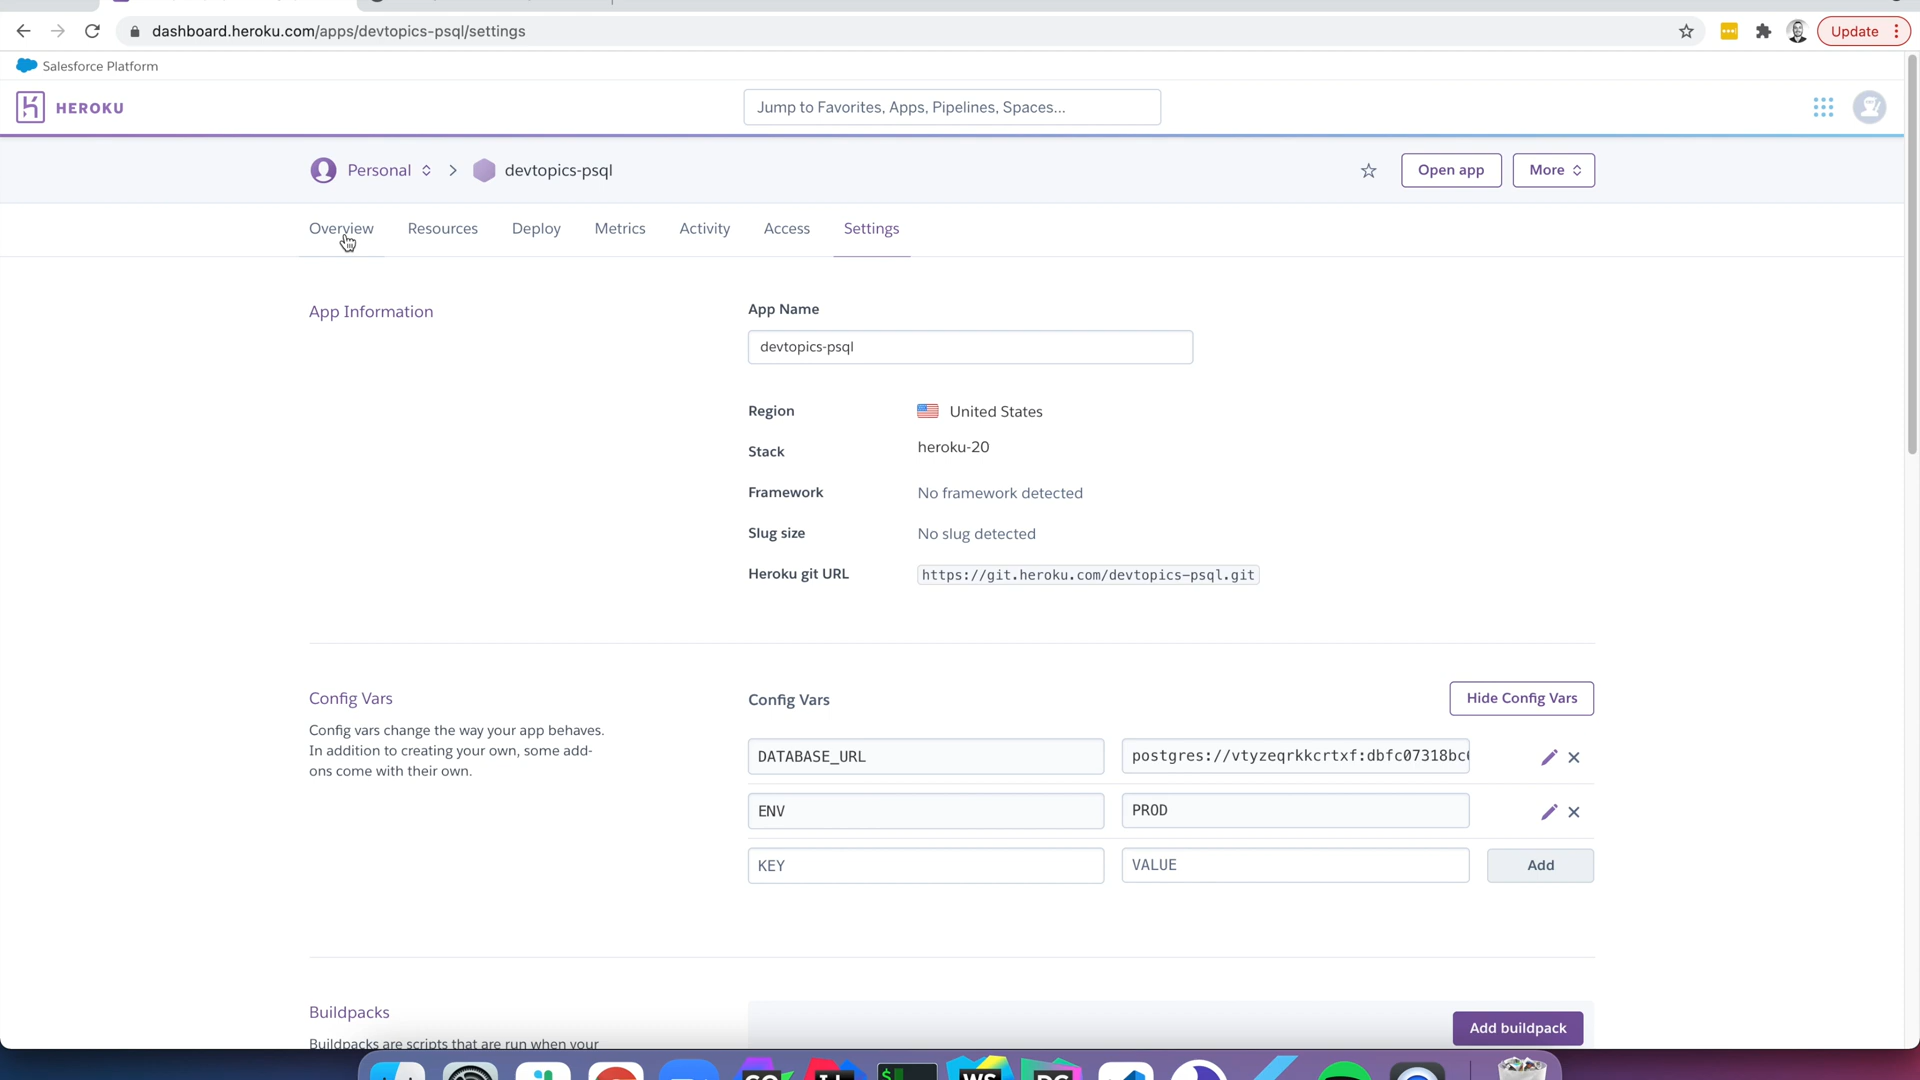 dashboard.heroku.com/apps/devtopics-psql/settings
Update
Salesforce Platform
HEROKU
Jump to Favorites, Apps, Pipelines, Spaces...
Personal
devtopics-psql
Open app
More
Overview
Resources
Deploy
Metrics
Activity
Access
Settings
App Information
App Name
devtopics-psql
Region
United States
Stack
heroku-20
Framework
No framework detected
Slug size
No slug detected
Heroku git URL
https://git.heroku.com/devtopics-psql.git
Config Vars
Config vars change the way your app behaves.
In addition to creating your own, some add-
ons come with their own.
Config Vars
Hide Config Vars
DATABASE_URL
postgres://vtyzeqrkkcrtxf:dbfc07318bc
ENV
PROD
KEY
VALUE
Add
Buildpacks
Buildpacks are scripts that are run when your
Add buildpack
WS